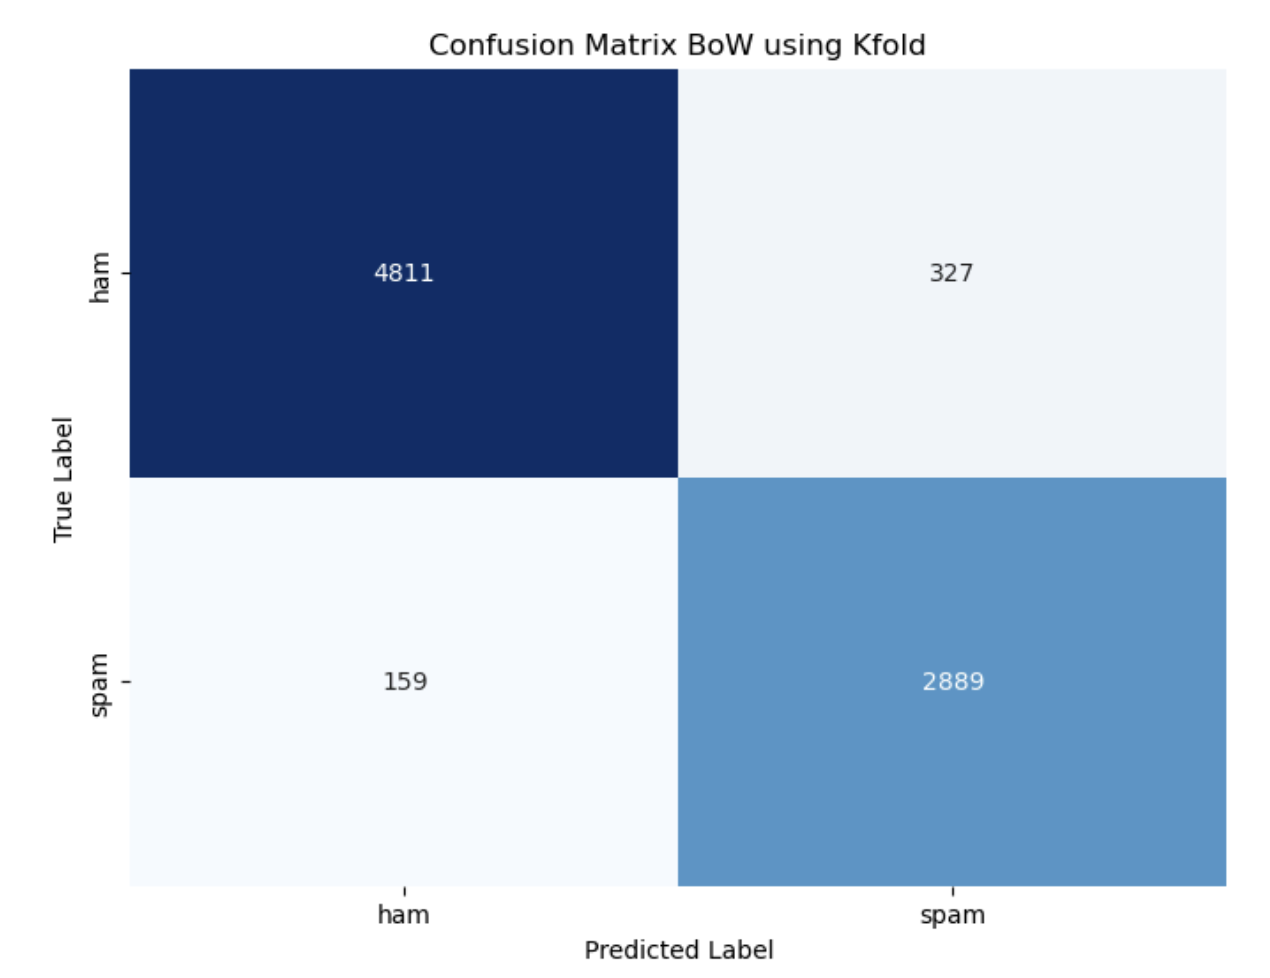 Confusion Matrix BoW using Kfold
ham
4811
327
True Label
spam
159
2889
ham
spam
Predicted Label